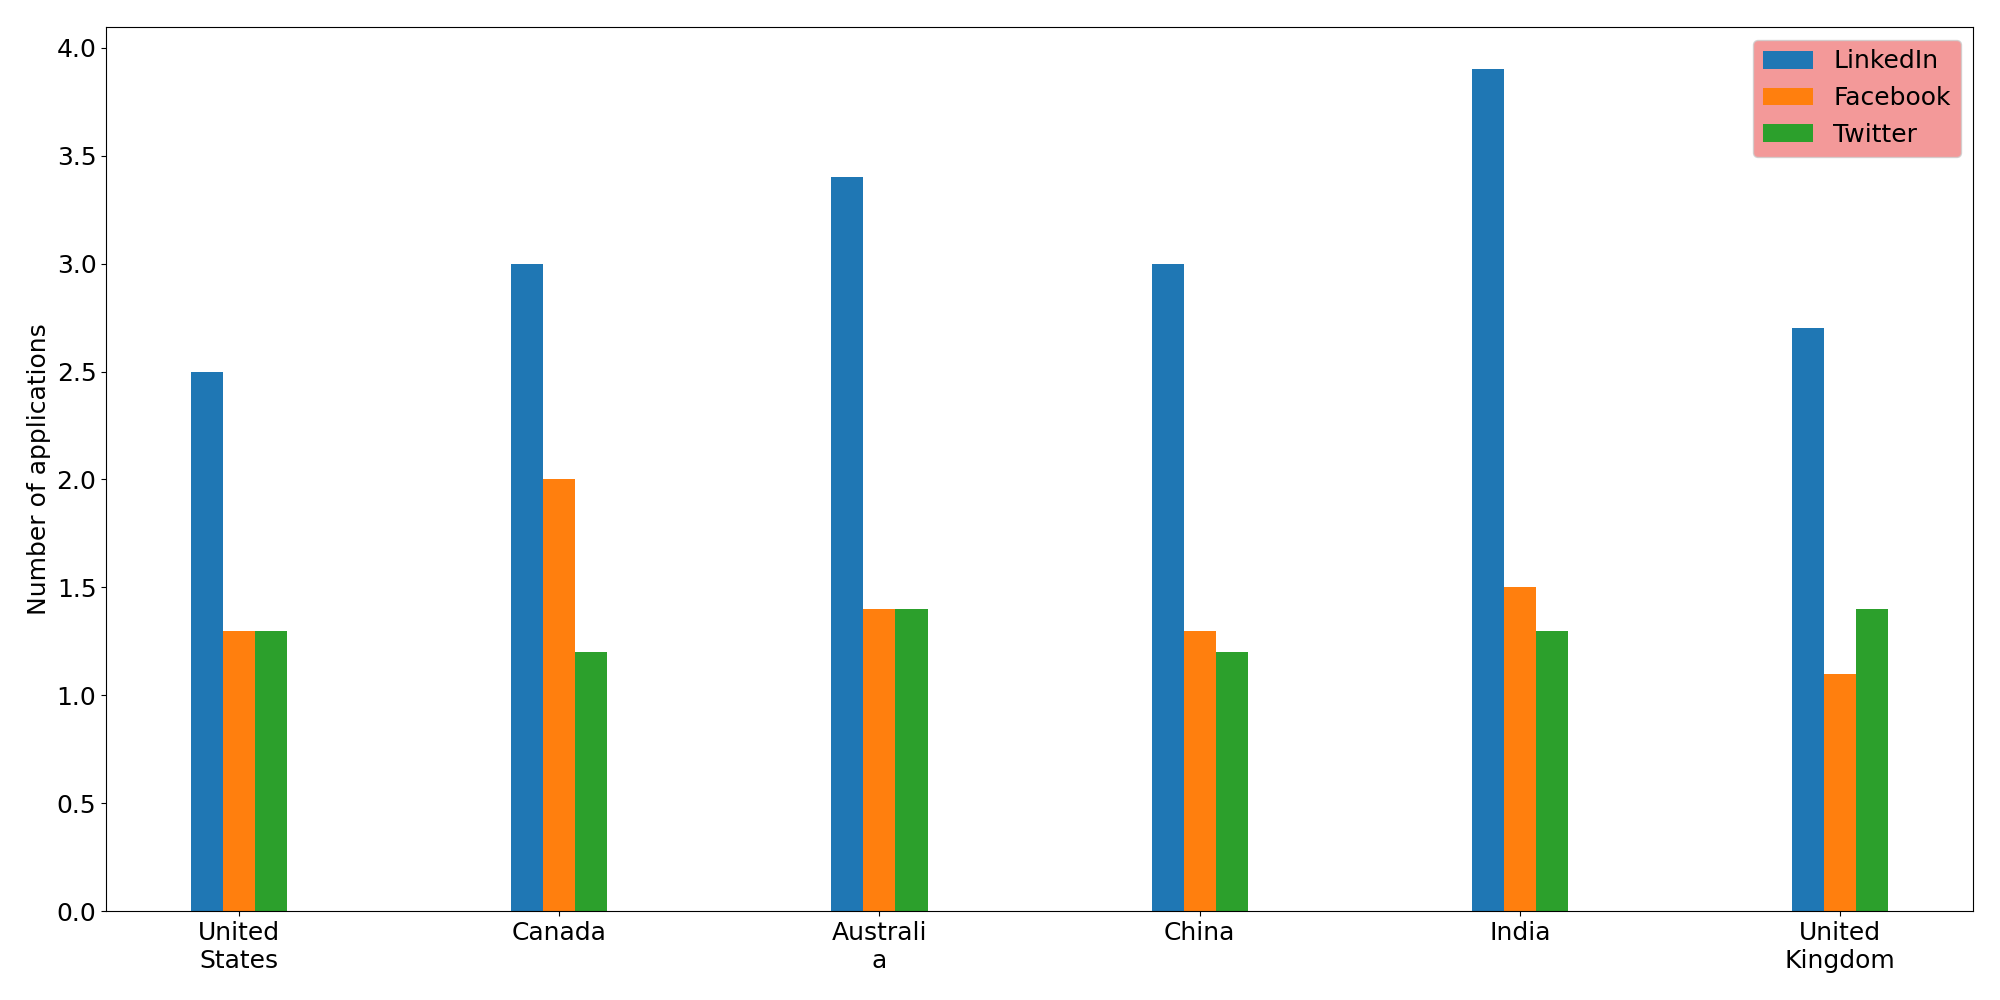 Number of applications
4.0
3.5
3.0
2.5
2.0
1.5
1.0
0.5
0.0
LinkedIn
Facebook
Twitter
United
States
Canada
Australi
a
China
India
United
Kingdom